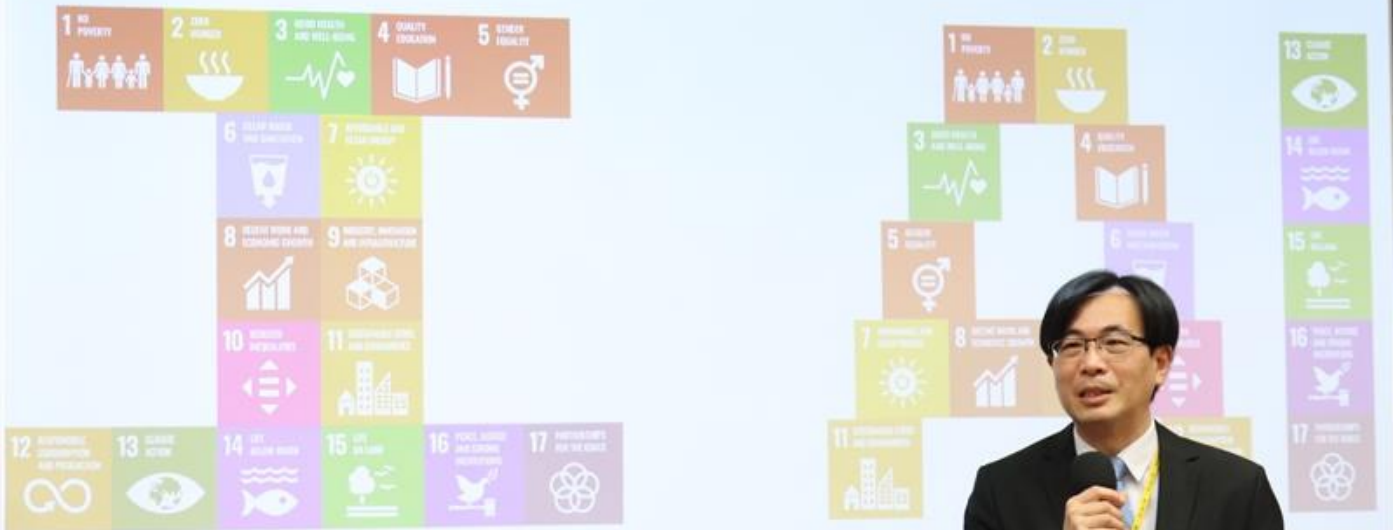 1 NO
POVERTY
2 ZERO
HUNGER
3 GOOD HEALTH
AND WELL-BEING
4 QUALITY
EDUCATION
5 GENDER
EQUALITY
6 CLEAN WATER
AND SANITATION
7 AFFORDABLE AND
CLEAN ENERGY
8 DECENT WORK AND
ECONOMIC GROWTH
9 INDUSTRY, INNOVATION
AND INFRASTRUCTURE
10 REDUCED
INEQUALITIES
11 SUSTAINABLE CITIES
AND COMMUNITIES
12 RESPONSIBLE
CONSUMPTION
AND PRODUCTION
13 CLIMATE
ACTION
14 LIFE
BELOW WATER
15 LIFE
ON LAND
16 PEACE, JUSTICE
AND STRONG
INSTITUTIONS
17 PARTNERSHIPS
FOR THE GOALS
1 NO
POVERTY
2 ZERO
HUNGER
3 GOOD HEALTH
AND WELL-BEING
4 QUALITY
EDUCATION
5 GENDER
EQUALITY
6
7
8 DECENT WORK AND
ECONOMIC GROWTH
11 SUSTAINABLE CITIES
AND COMMUNITIES
13 CLIMATE
14 LIFE
BELOW WATER
15 LIFE
ON LAND
16 PEACE, JUSTICE
AND STRONG
INSTITUTIONS
17 PARTNERSHIPS
FOR THE GOALS